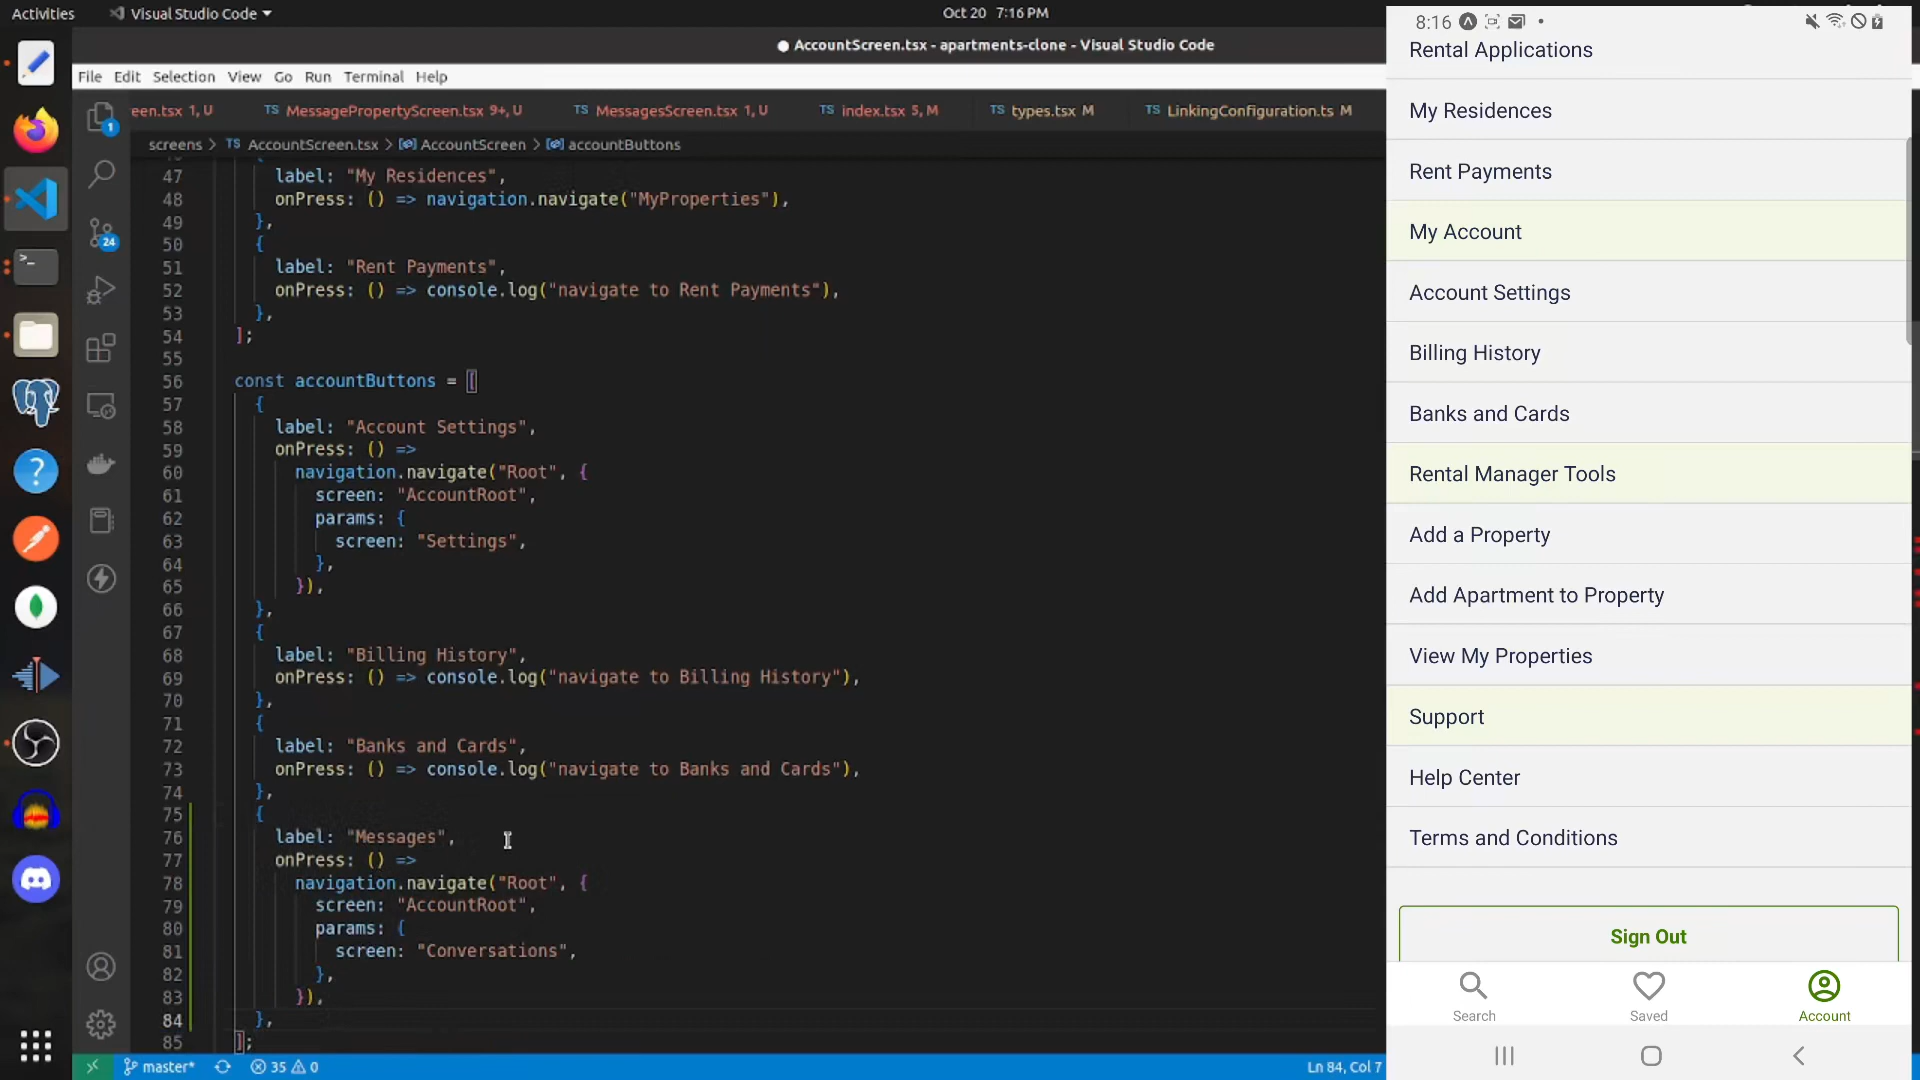 Activities
Visual Studio Code
Oct 20 7:16 PM
AccountScreen.tsx - apartments-clone - Visual Studio Code
File Edit Selection View Go Run Terminal Help
een.tsx 1, U
TS MessagePropertyScreen.tsx 9+, U
TS MessagesScreen.tsx 1, U
TS index.tsx 5, M
TS types.tsx M
TS LinkingConfiguration.ts M
screens > TS AccountScreen.tsx > AccountScreen > accountButtons
47 label: "My Residences",
48 onPress: () => navigation.navigate("MyProperties"),
49 },
50 {
51 label: "Rent Payments",
52 onPress: () => console.log("navigate to Rent Payments"),
53 },
54 ];
55
56 const accountButtons = [
57 {
58 label: "Account Settings",
59 onPress: () =>
60 navigation.navigate("Root", {
61 screen: "AccountRoot",
62 params: {
63 screen: "Settings",
64 },
65 }),
66 },
67 {
68 label: "Billing History",
69 onPress: () => console.log("navigate to Billing History"),
70 },
71 {
72 label: "Banks and Cards",
73 onPress: () => console.log("navigate to Banks and Cards"),
74 },
75 {
76 label: "Messages",
77 onPress: () =>
78 navigation.navigate("Root", {
79 screen: "AccountRoot",
80 params: {
81 screen: "Conversations",
82 },
83 }),
84 },
85 ];
1
24
master*
35 0
Ln 84, Col 7
8:16
Rental Applications
My Residences
Rent Payments
My Account
Account Settings
Billing History
Banks and Cards
Rental Manager Tools
Add a Property
Add Apartment to Property
View My Properties
Support
Help Center
Terms and Conditions
Sign Out
Search
Saved
Account